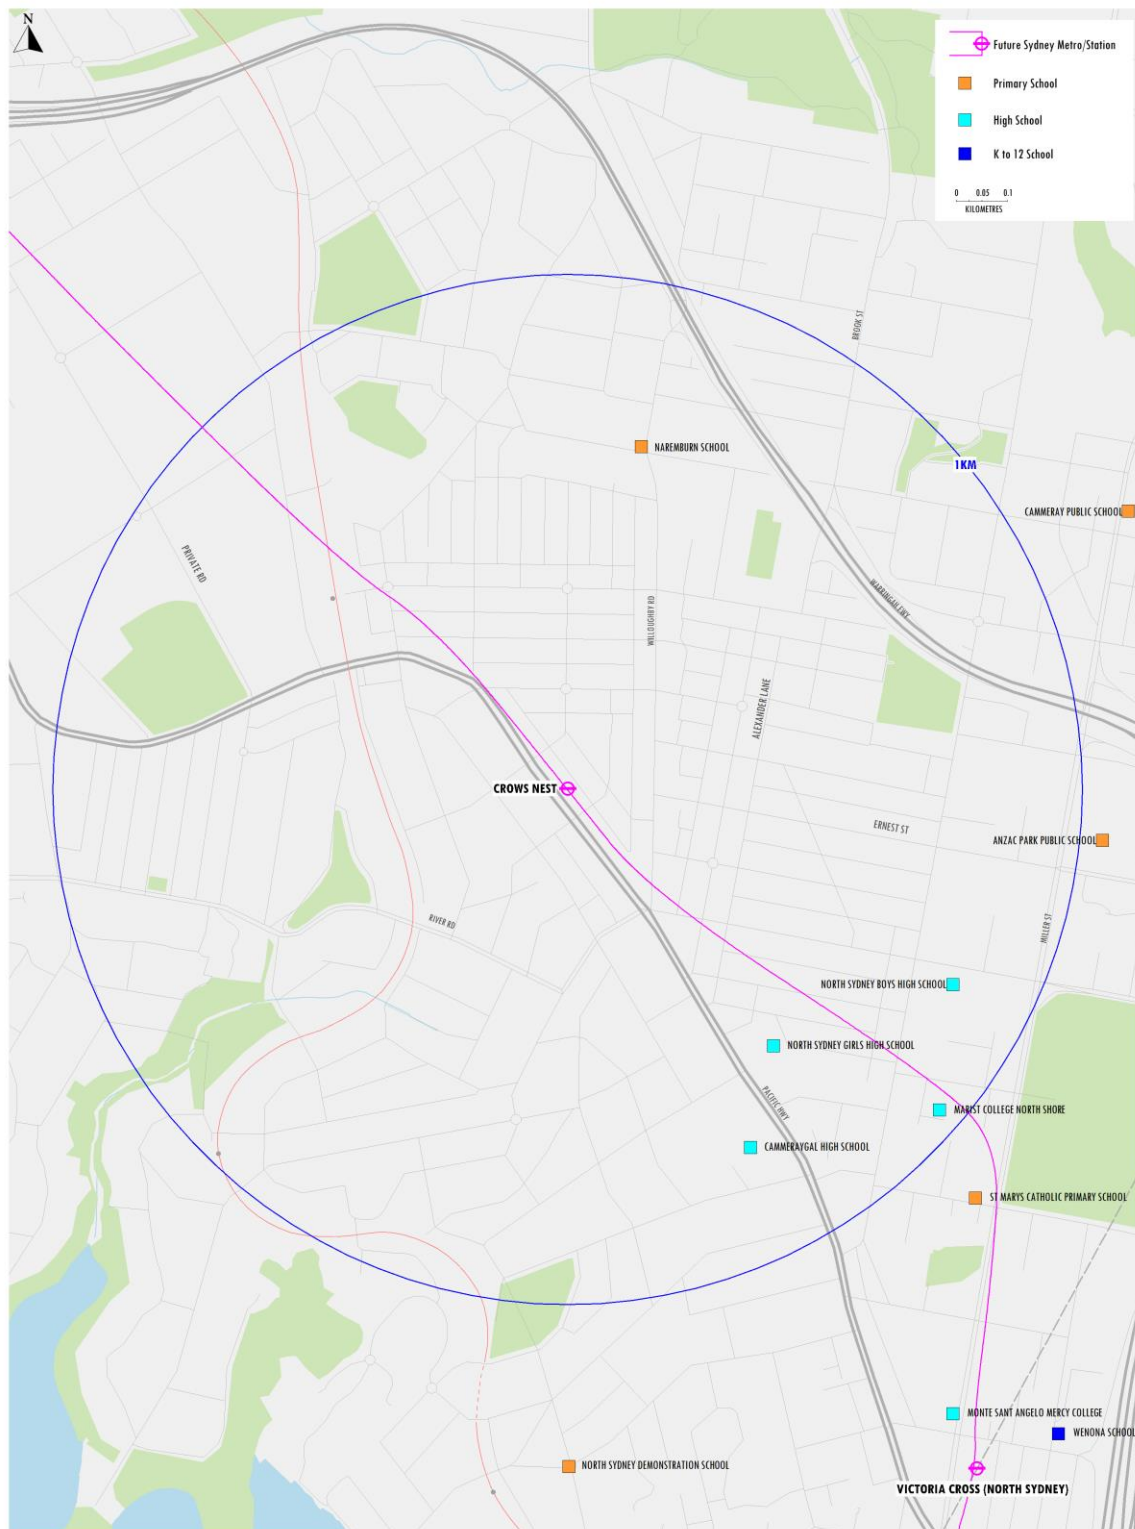 N
Future Sydney Metro/Station
Primary School
High School
K to 12 School
0 0.05 0.1
KILOMETRES
BROOK ST
NAREMBURN SCHOOL
1KM
CAMMERAY PUBLIC SCHOOL
PRIVATE RD
WARRINGAH FWY
WILLOUGHBY RD
ALEXANDER LANE
CROWS NEST
ERNEST ST
ANZAC PARK PUBLIC SCHOOL
RIVER RD
MILLER ST
NORTH SYDNEY BOYS HIGH SCHOOL
NORTH SYDNEY GIRLS HIGH SCHOOL
PACIFIC HWY
MARIST COLLEGE NORTH SHORE
CAMMERAYGAL HIGH SCHOOL
ST MARYS CATHOLIC PRIMARY SCHOOL
MONTE SANT ANGELO MERCY COLLEGE
WENONA SCHOOL
NORTH SYDNEY DEMONSTRATION SCHOOL
VICTORIA CROSS (NORTH SYDNEY)